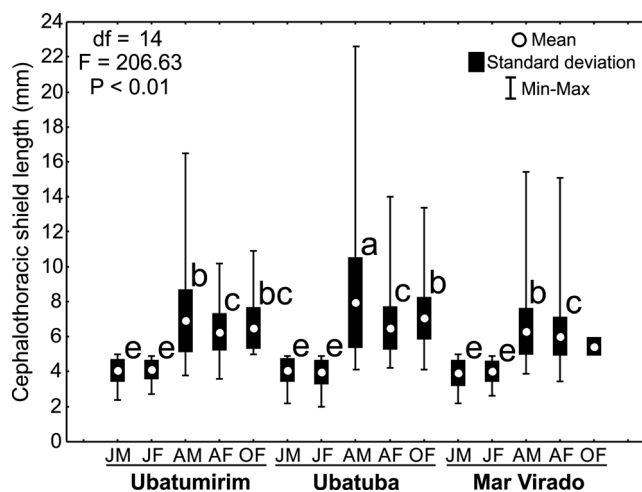 24
22
20
18
16
14
12
10
8
6
4
2
0
Cephalothoracic shield length (mm)
df = 14
F = 206.63
P < 0.01
Mean
Standard deviation
Min-Max
e e b c bc e e a c b e e b c
JM JF AM AF OF JM JF AM AF OF JM JF AM AF OF
Ubatumirim Ubatuba Mar Virado